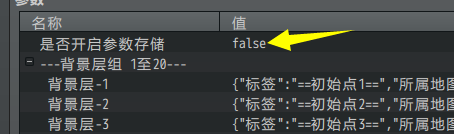 名称 值
是否开启参数存储 false
---背景层组 1至20---
背景层-1 {"标签":"==初始点1==","所属地图
背景层-2 {"标签":"==初始点2==","所属地图
背景层-3 {"标签":"==初始点3==","所属地图